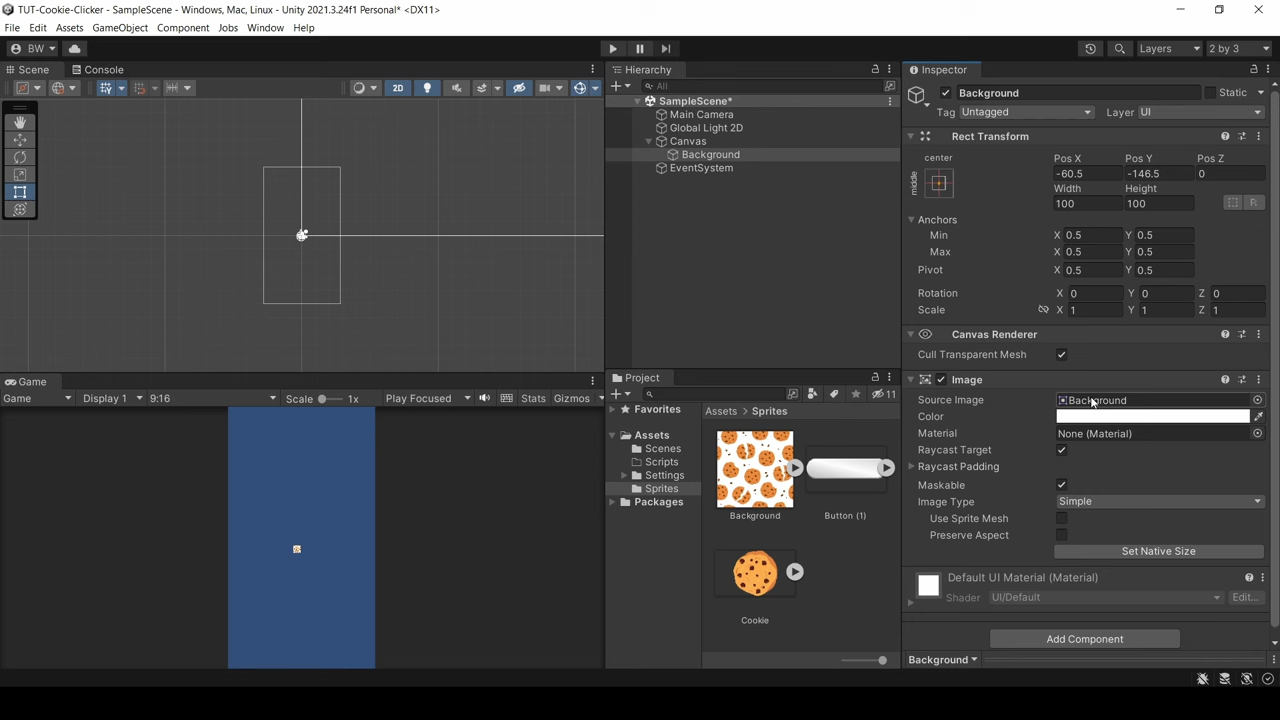 TUT-Cookie-Clicker - SampleScene - Windows, Mac, Linux - Unity 2021.3.24f1 Personal* <DX11>
File Edit Assets GameObject Component Jobs Window Help
BW Layers 2 by 3
Scene Console
2D
Hierarchy
All
SampleScene*
Main Camera
Global Light 2D
Canvas
Background
EventSystem
Inspector
Background Static
Tag Untagged Layer UI
Rect Transform
center
middle
Pos X Pos Y Pos Z
-60.5 -146.5 0
Width Height
100 100 R
Anchors
Min X 0.5 Y 0.5
Max X 0.5 Y 0.5
Pivot X 0.5 Y 0.5
Rotation X 0 Y 0 Z 0
Scale X 1 Y 1 Z 1
Canvas Renderer
Cull Transparent Mesh
Image
Source Image Background
Color
Material None (Material)
Raycast Target
Raycast Padding
Maskable
Image Type Simple
Use Sprite Mesh
Preserve Aspect
Set Native Size
Default UI Material (Material)
Shader UI/Default Edit...
Add Component
Background
Game
Game Display 1 9:16 Scale 1x Play Focused Stats Gizmos
Project
11
Favorites
Assets
Scenes
Scripts
Settings
Sprites
Packages
Assets > Sprites
Background Button (1)
Cookie